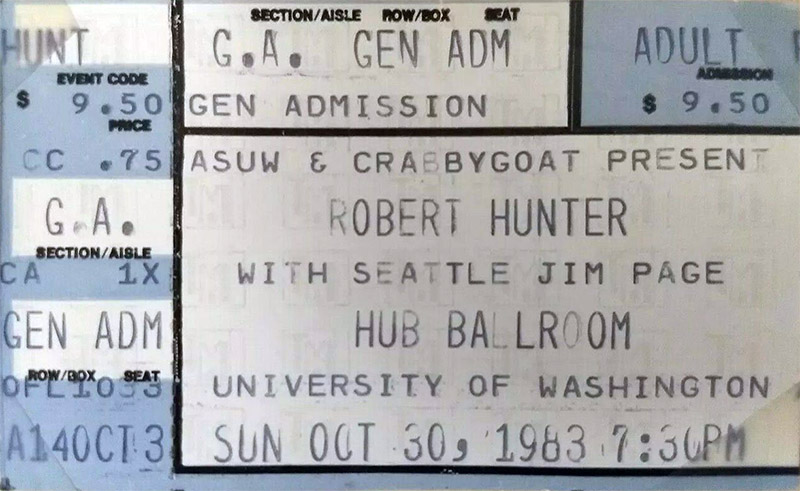 HUNT
EVENT CODE
$ 9.50
PRICE
CC .75
G.A.
SECTION/AISLE
CA 1X
GEN ADM
ROW/BOX SEAT
A14OCT3
SECTION/AISLE ROW/BOX SEAT
G.A. GEN ADM
GEN ADMISSION
ADULT
ADMISSION
$ 9.50
ASUW & CRABBYGOAT PRESENT
ROBERT HUNTER
WITH SEATTLE JIM PAGE
HUB BALLROOM
UNIVERSITY OF WASHINGTON
SUN OCT 30, 1983 7:30PM